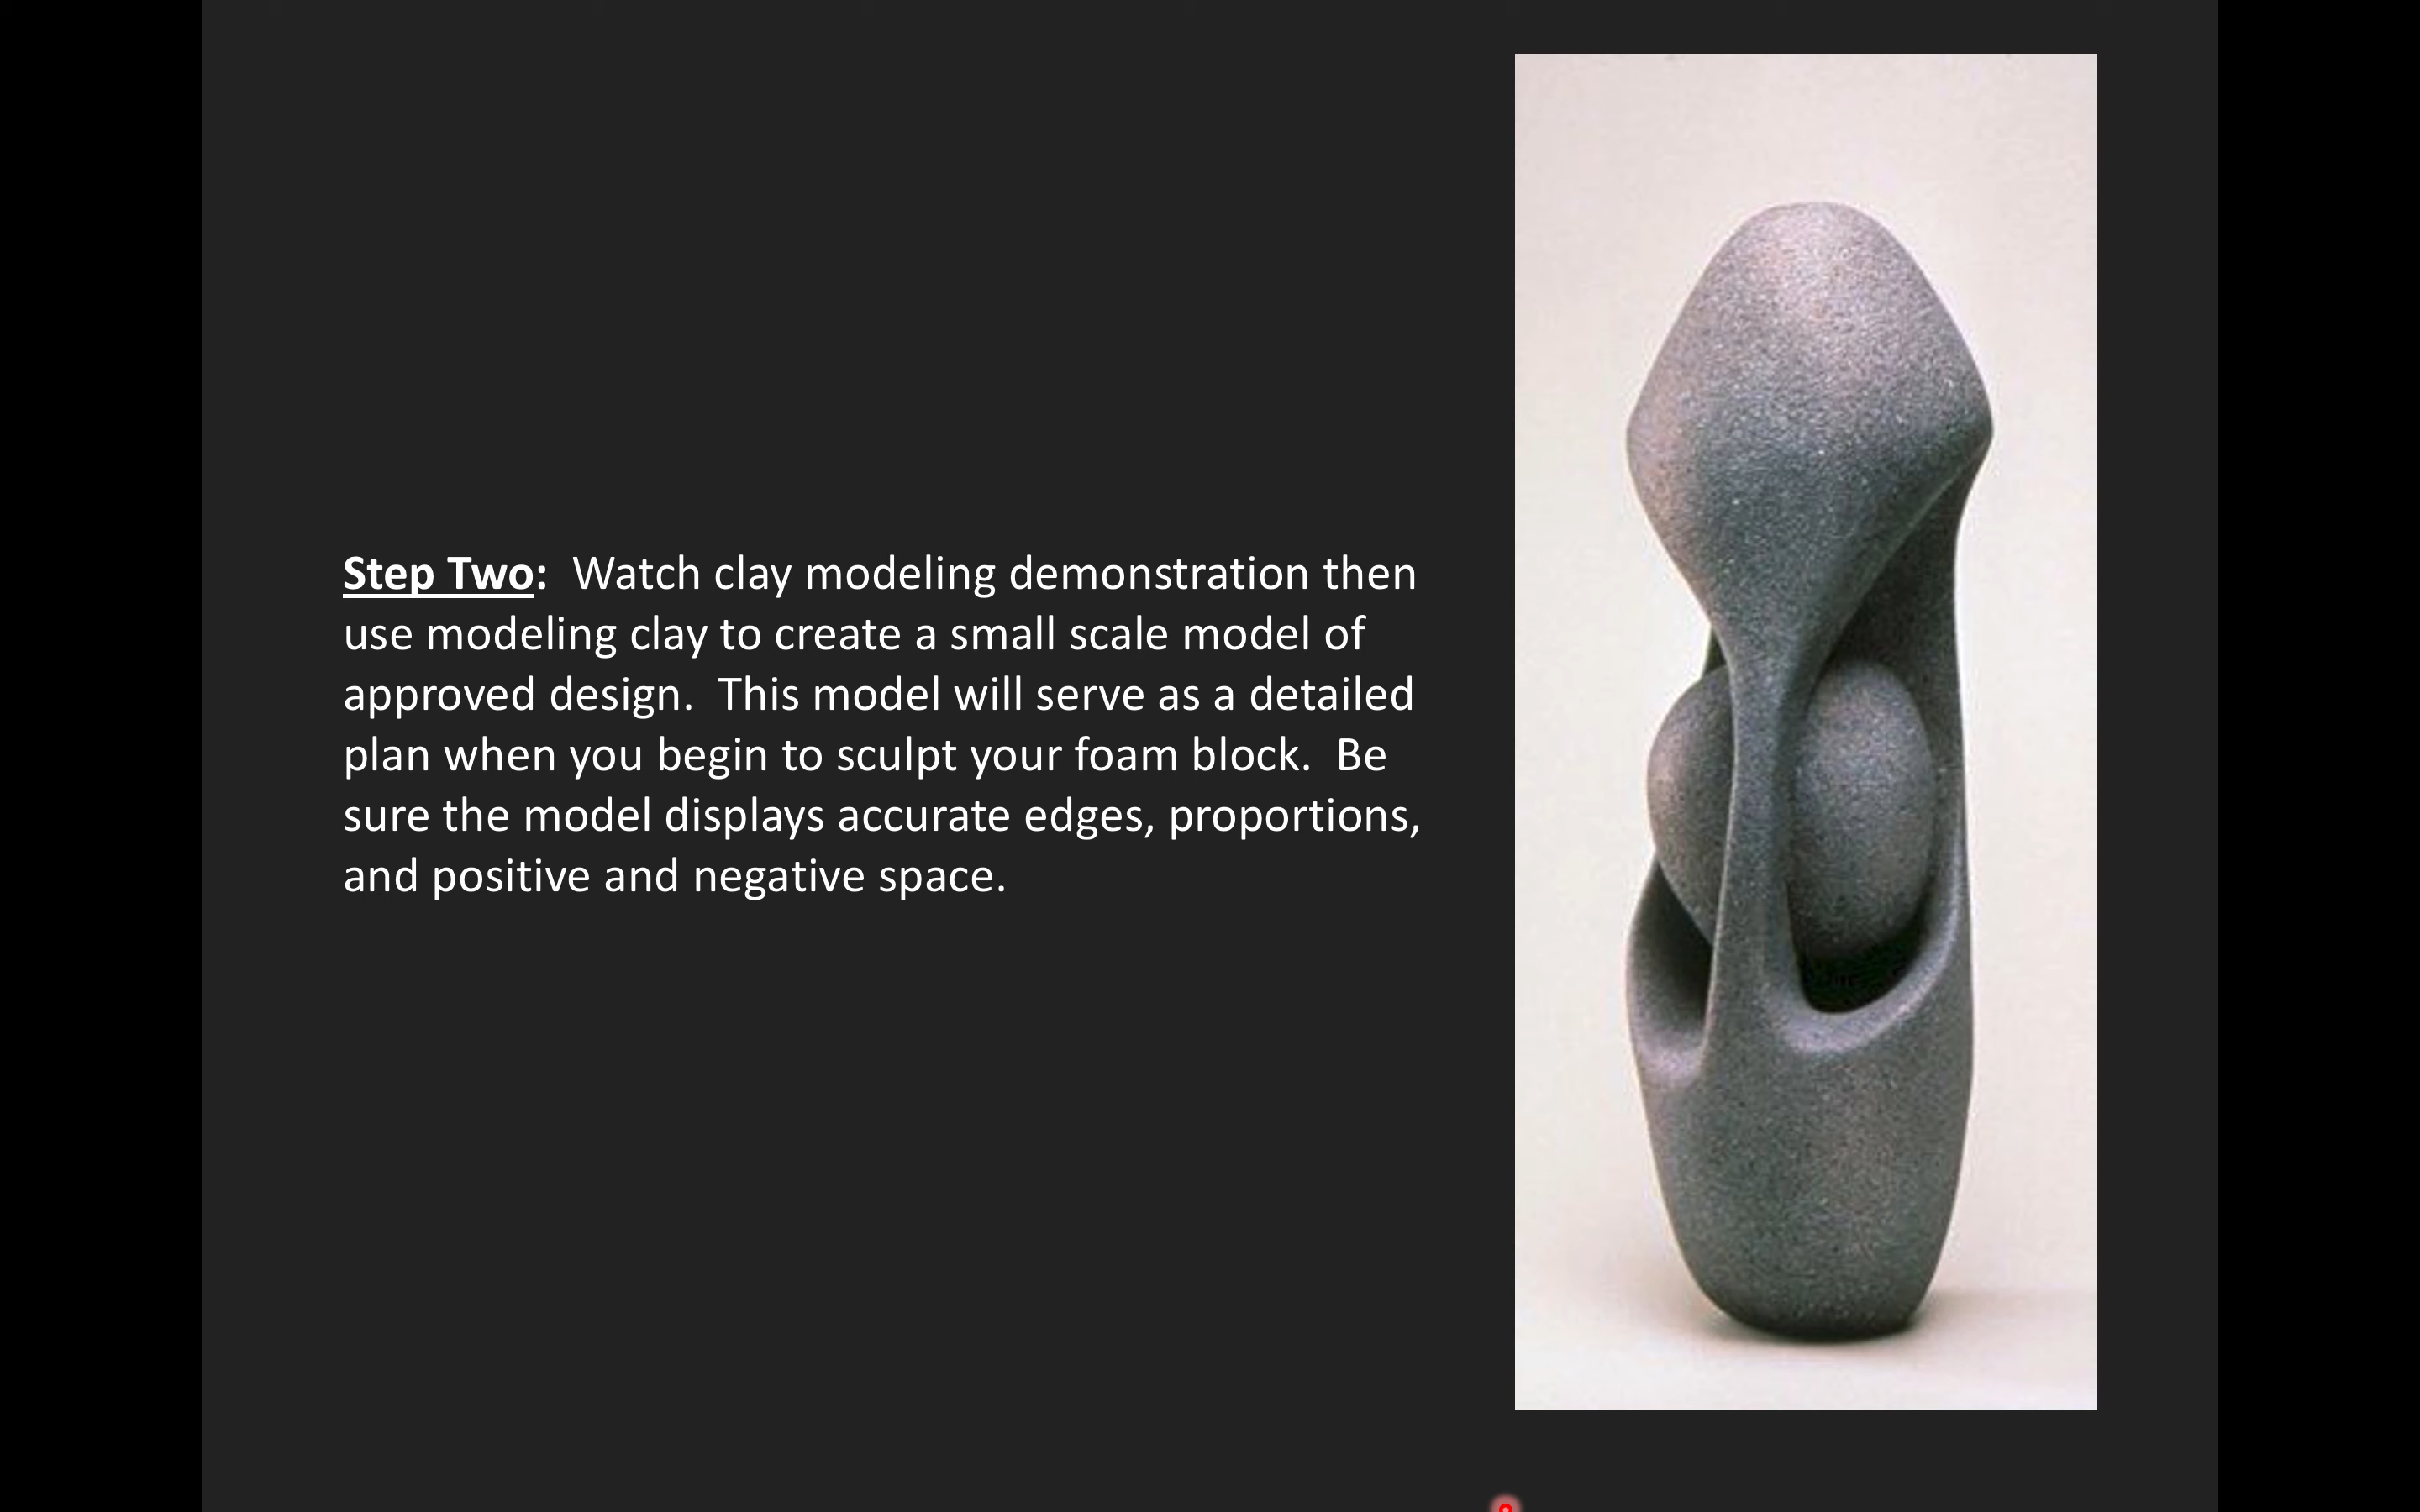 Step Two:  Watch clay modeling demonstration then
use modeling clay to create a small scale model of
approved design.  This model will serve as a detailed
plan when you begin to sculpt your foam block.  Be
sure the model displays accurate edges, proportions,
and positive and negative space.